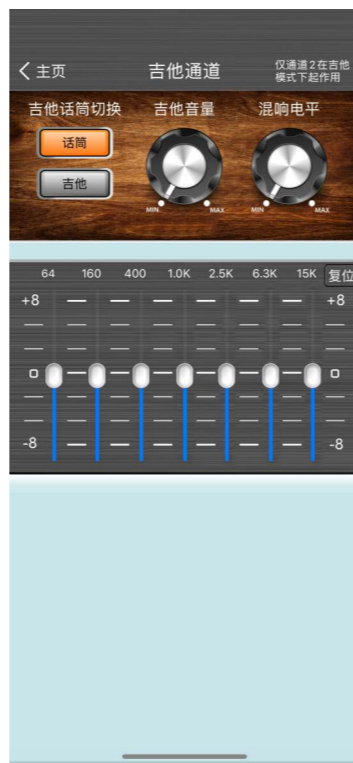 主页
吉他通道
仅通道2在吉他
模式下起作用
吉他话筒切换
吉他音量
混响电平
话筒
吉他
MIN
MAX
MIN
MAX
64
160
400
1.0K
2.5K
6.3K
15K
复位
+8
+8
0
0
-8
-8